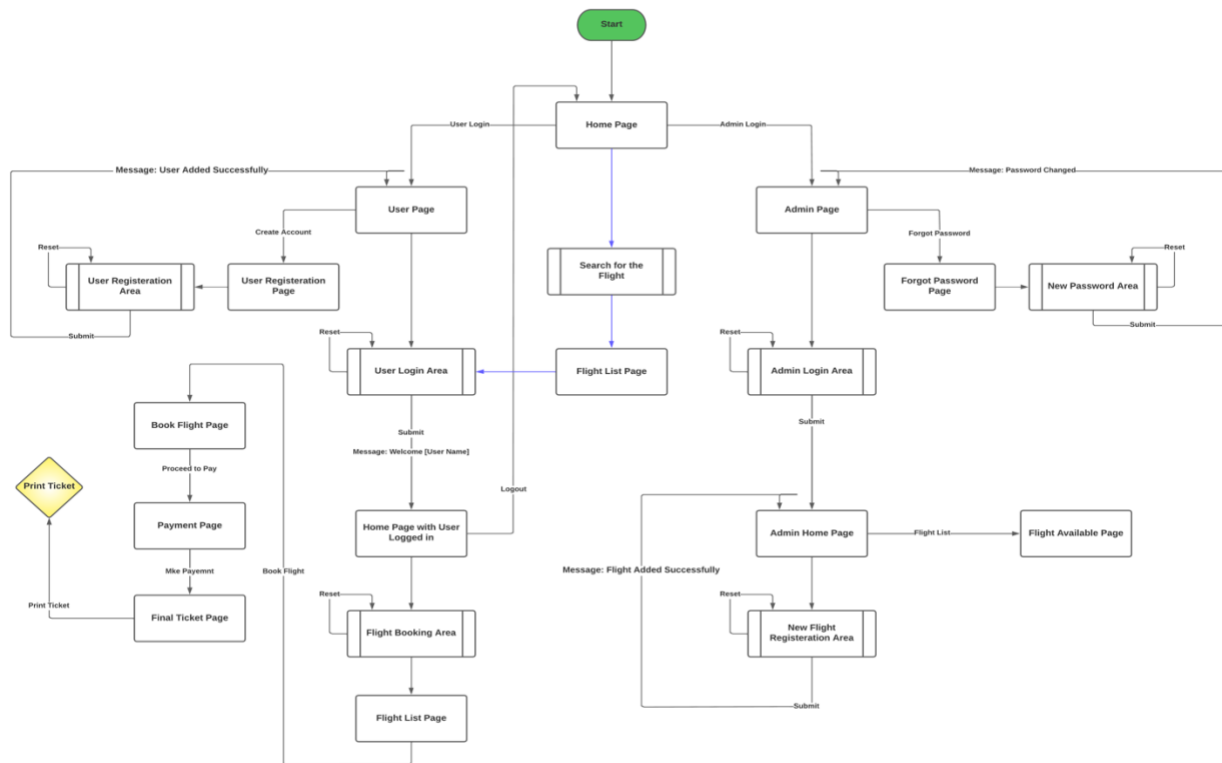 Start
Home Page
User Login
Admin Login
Message: User Added Successfully
Message: Password Changed
User Page
Admin Page
Create Account
Forgot Password
Reset
User Registeration
Area
User Registeration
Page
Search for the
Flight
Forgot Password
Page
New Password Area
Reset
Submit
Submit
Reset
User Login Area
Flight List Page
Reset
Admin Login Area
Book Flight Page
Submit
Message: Welcome [User Name]
Submit
Proceed to Pay
Print Ticket
Logout
Payment Page
Home Page with User
Logged in
Admin Home Page
Flight List
Flight Available Page
Mke Payemnt
Book Flight
Message: Flight Added Successfully
Print Ticket
Final Ticket Page
Reset
Flight Booking Area
Reset
New Flight
Registeration Area
Flight List Page
Submit